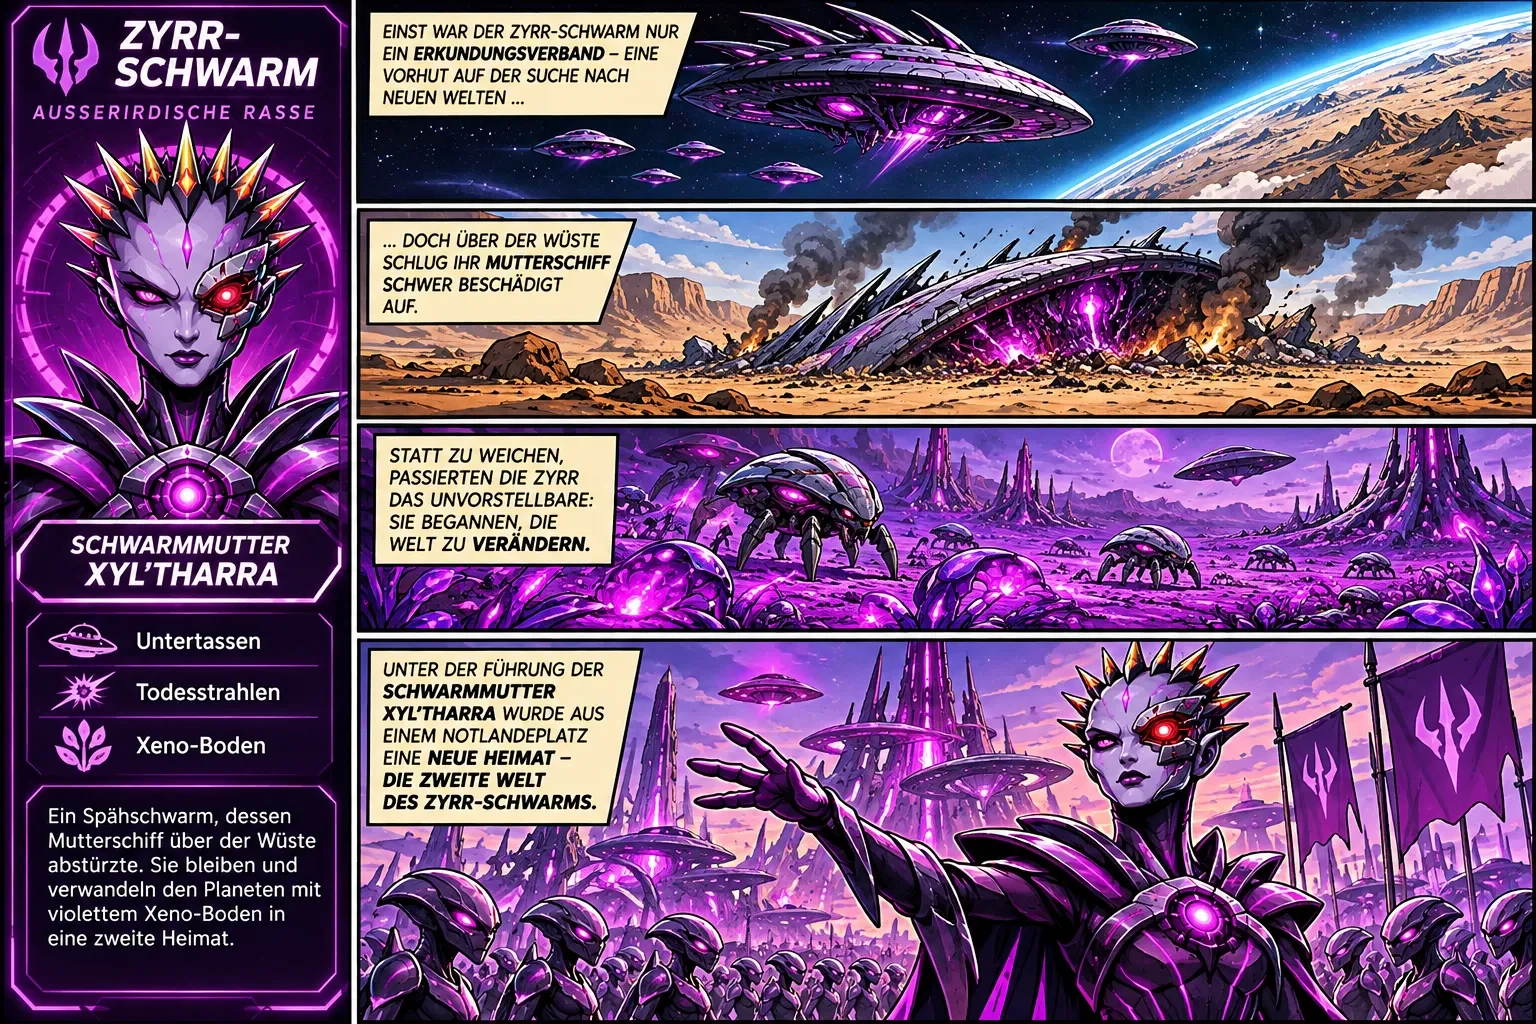 ZYRR-
SCHWARM
AUSSERIRDISCHE RASSE
SCHWARMMUTTER
XYL'THARRA
Untertassen
Todesstrahlen
Xeno-Boden
Ein Spähschwarm, dessen
Mutterschiff über der Wüste
abstürzte. Sie bleiben und
verwandeln den Planeten mit
violettem Xeno-Boden in
eine zweite Heimat.
EINST WAR DER ZYRR-SCHWARM NUR
EIN ERKUNDUNGSVERBAND – EINE
VORHUT AUF DER SUCHE NACH
NEUEN WELTEN ...
... DOCH ÜBER DER WÜSTE
SCHLUG IHR MUTTERSCHIFF
SCHWER BESCHÄDIGT
AUF.
STATT ZU WEICHEN,
PASSIERTEN DIE ZYRR
DAS UNVORSTELLBARE:
SIE BEGANNEN, DIE
WELT ZU VERÄNDERN.
UNTER DER FÜHRUNG DER
SCHWARMMUTTER
XYL'THARRA WURDE AUS
EINEM NOTLANDEPLATZ
EINE NEUE HEIMAT –
DIE ZWEITE WELT
DES ZYRR-SCHWARMS.